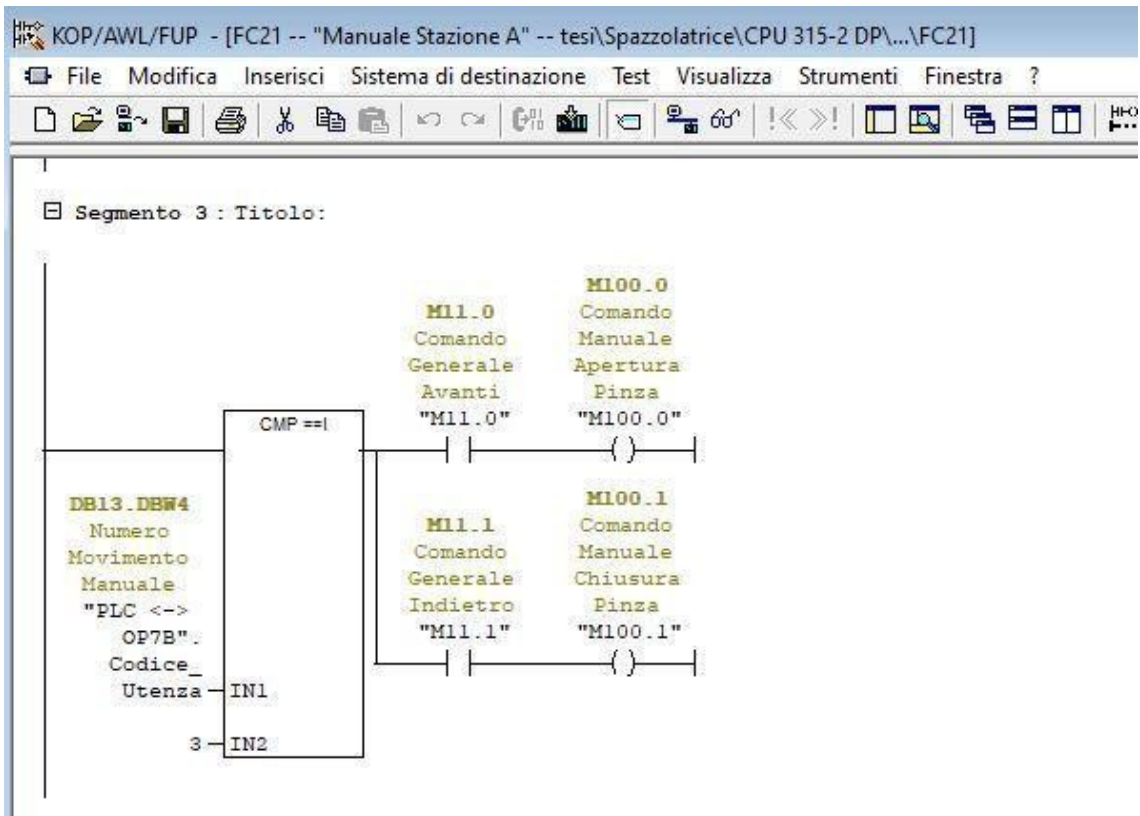 KOP/AWL/FUP - [FC21 -- "Manuale Stazione A" -- tesi\Spazzolatrice\CPU 315-2 DP\...\FC21]
File Modifica Inserisci Sistema di destinazione Test Visualizza Strumenti Finestra ?
Segmento 3 : Titolo:
M11.0
Comando
Generale
Avanti
"M11.0"
M100.0
Comando
Manuale
Apertura
Pinza
"M100.0"
CMP ==I
DB13.DBW4
Numero
Movimento
Manuale
"PLC <->
OP7B".
Codice_
Utenza
IN1
3
IN2
M11.1
Comando
Generale
Indietro
"M11.1"
M100.1
Comando
Manuale
Chiusura
Pinza
"M100.1"